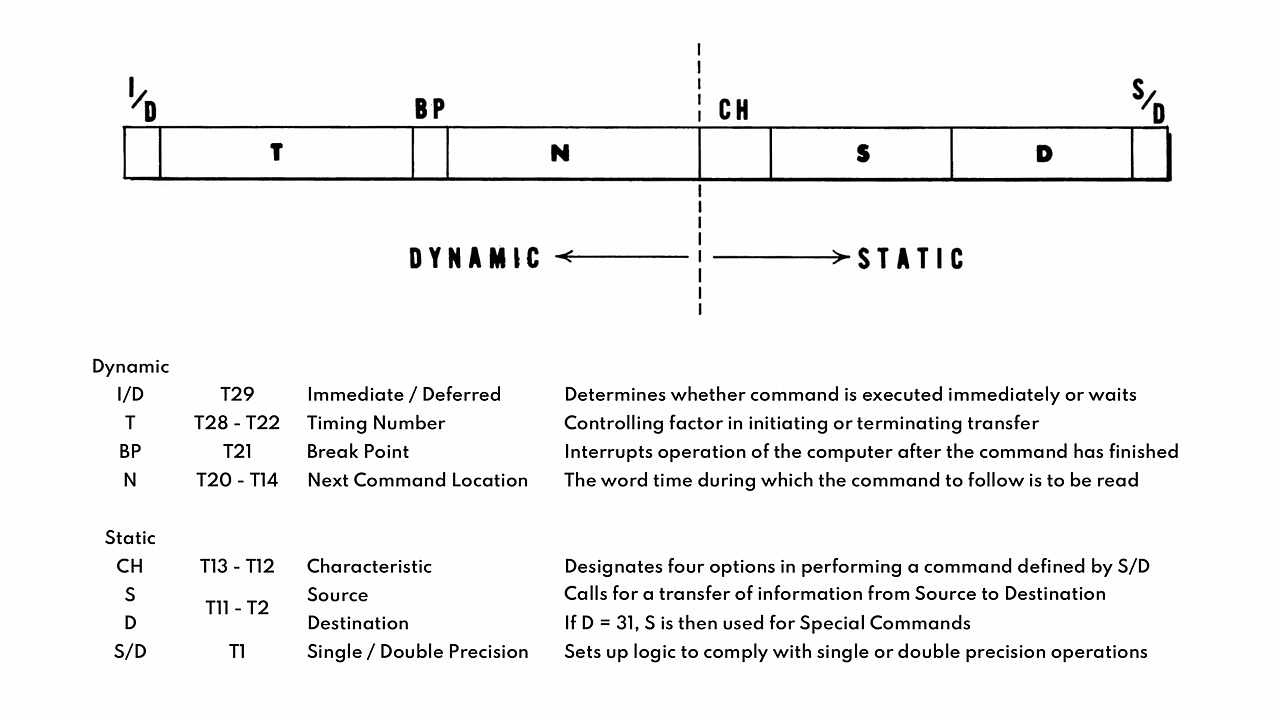 I/D BP CH S/D
T N S D
DYNAMIC STATIC
Dynamic
I/D T29 Immediate / Deferred Determines whether command is executed immediately or waits
T T28 - T22 Timing Number Controlling factor in initiating or terminating transfer
BP T21 Break Point Interrupts operation of the computer after the command has finished
N T20 - T14 Next Command Location The word time during which the command to follow is to be read
Static
CH T13 - T12 Characteristic Designates four options in performing a command defined by S/D
S Source Calls for a transfer of information from Source to Destination
T11 - T2
D Destination If D = 31, S is then used for Special Commands
S/D T1 Single / Double Precision Sets up logic to comply with single or double precision operations